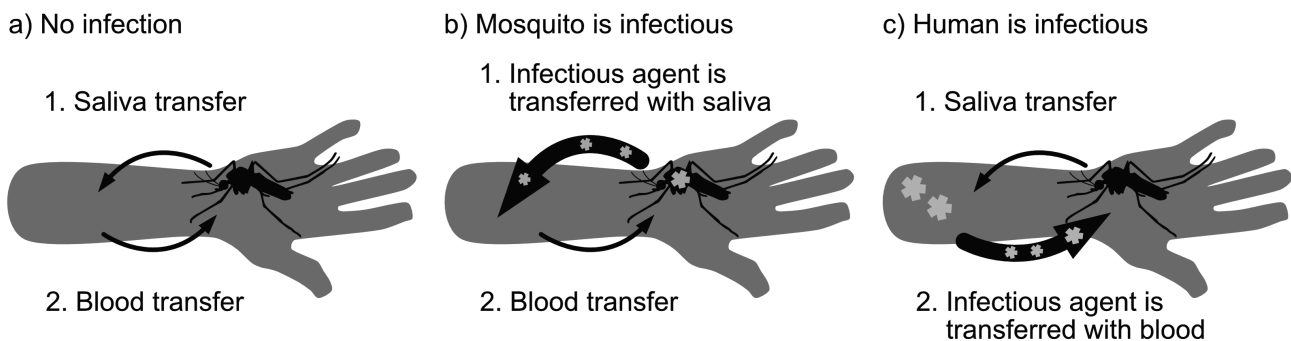 a) No infection
1. Saliva transfer
2. Blood transfer
b) Mosquito is infectious
1. Infectious agent is
transferred with saliva
2. Blood transfer
c) Human is infectious
1. Saliva transfer
2. Infectious agent is
transferred with blood